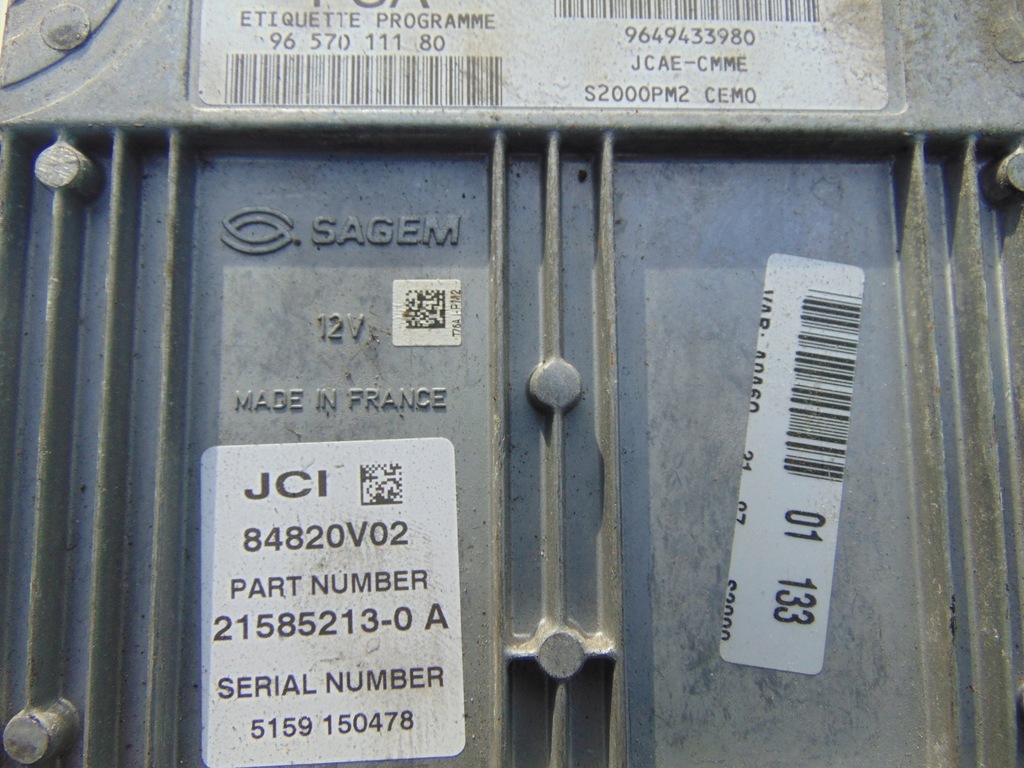 PSA
ETIQUETTE PROGRAMME
96 570 111 80
9649433980
JCAE-CMME
S2000PM2 CEMO
SAGEM
12V
MADE IN FRANCE
JCI
84820V02
PART NUMBER
21585213-0 A
SERIAL NUMBER
5159 150478
01 133